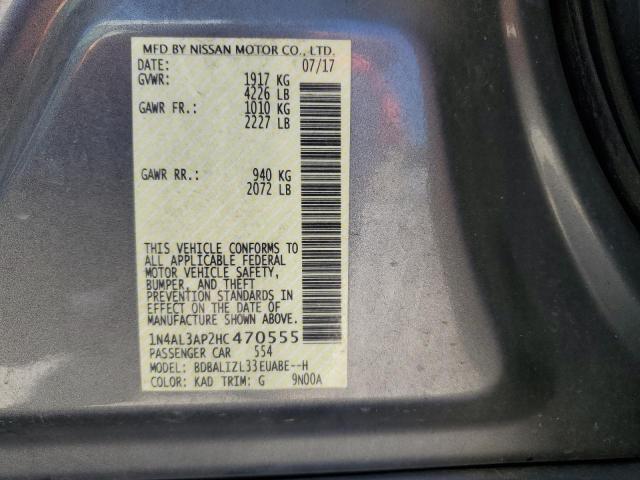 MFD BY NISSAN MOTOR CO., LTD.
DATE: 07/17
GVWR: 1917 KG
4226 LB
GAWR FR.: 1010 KG
2227 LB
GAWR RR.: 940 KG
2072 LB
THIS VEHICLE CONFORMS TO
ALL APPLICABLE FEDERAL
MOTOR VEHICLE SAFETY,
BUMPER, AND THEFT
PREVENTION STANDARDS IN
EFFECT ON THE DATE OF
MANUFACTURE SHOWN ABOVE.
1N4AL3AP2HC470555
PASSENGER CAR 554
MODEL: BDBALIZL33EUABE--H
COLOR: KAD TRIM: G 9N00A